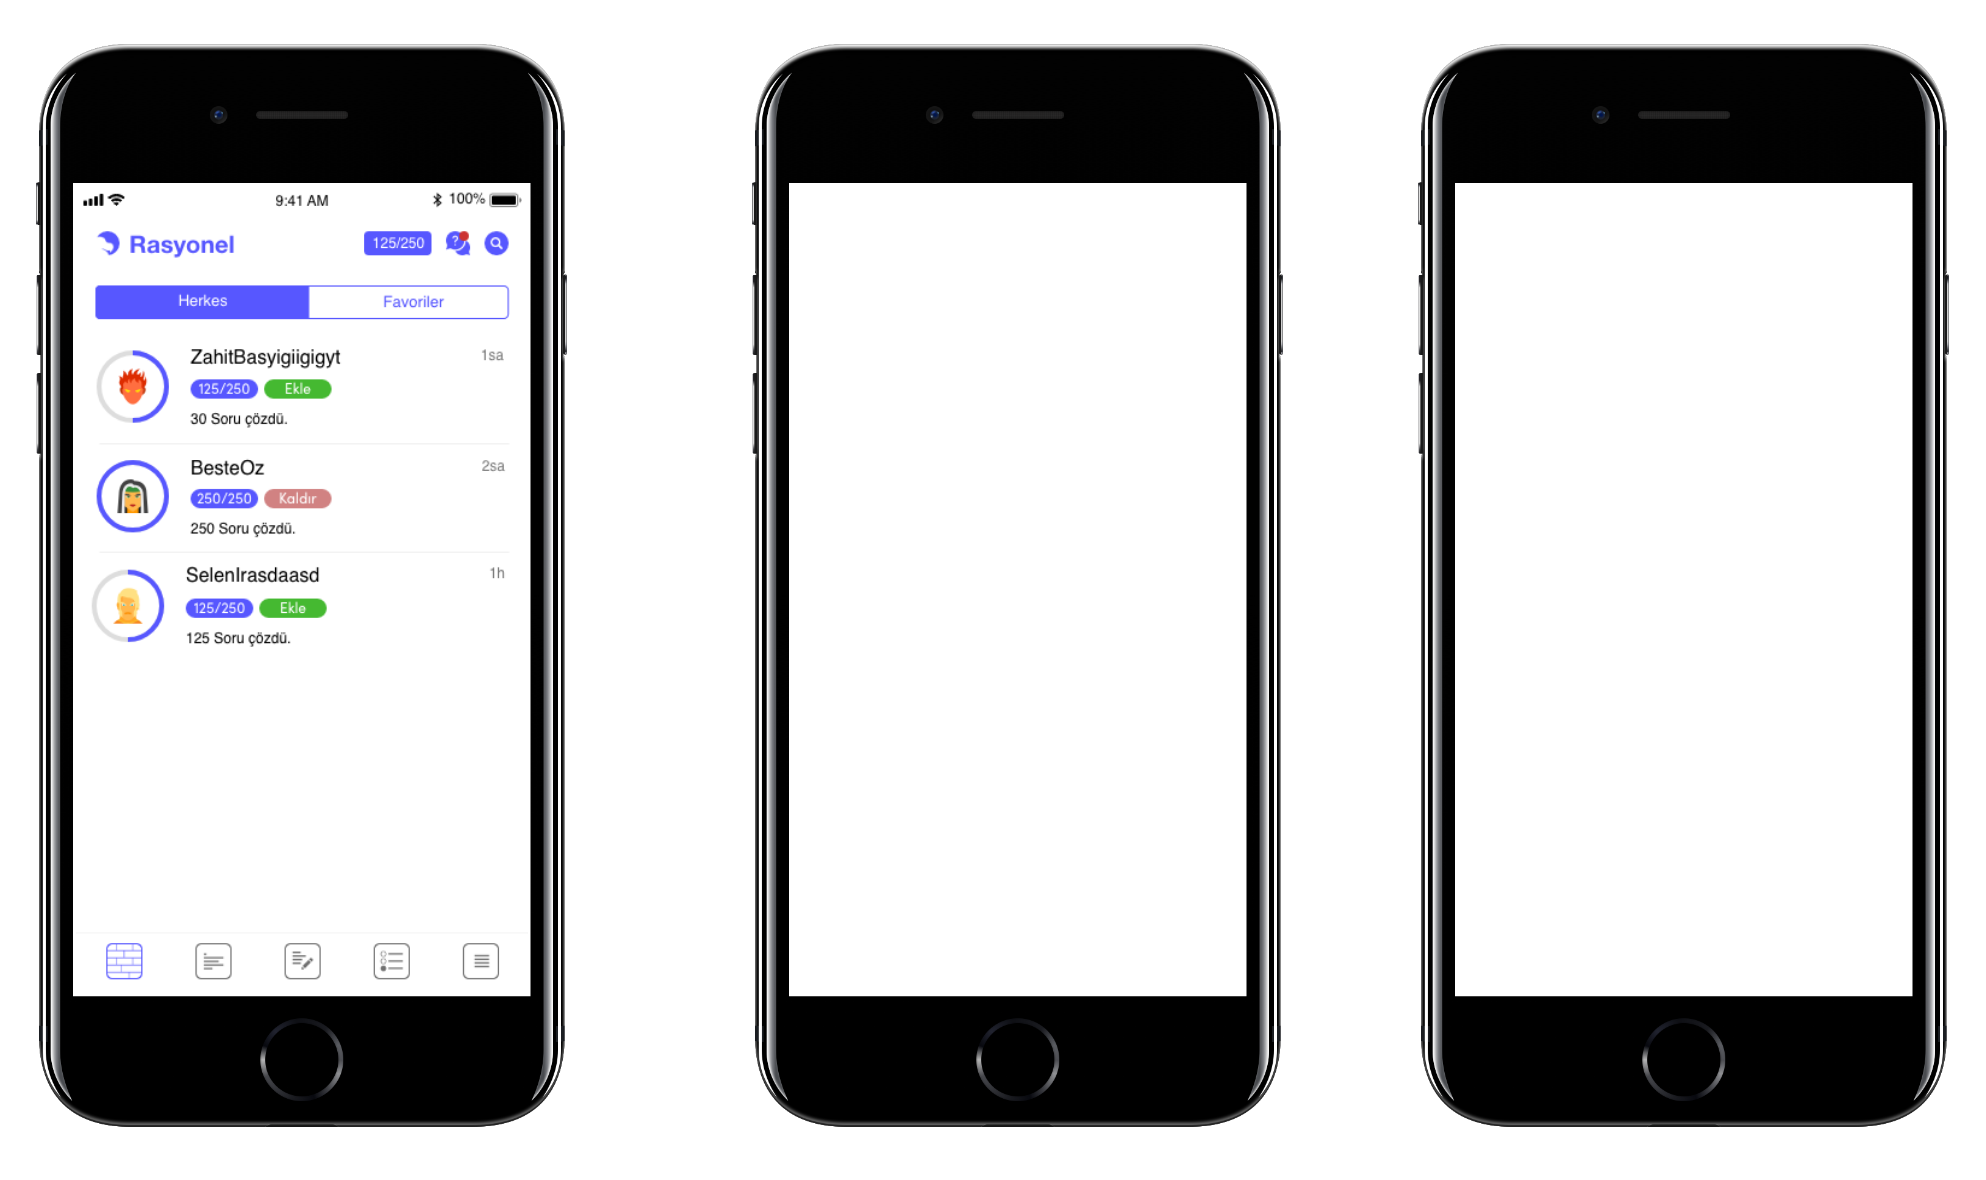 9:41 AM 100%
Rasyonel 125/250 ?
Herkes Favoriler
ZahitBasyigiigigyt 1sa
125/250 Ekle
30 Soru çözdü.
BesteOz 2sa
250/250 Kaldır
250 Soru çözdü.
SelenIrasdaasd 1h
125/250 Ekle
125 Soru çözdü.